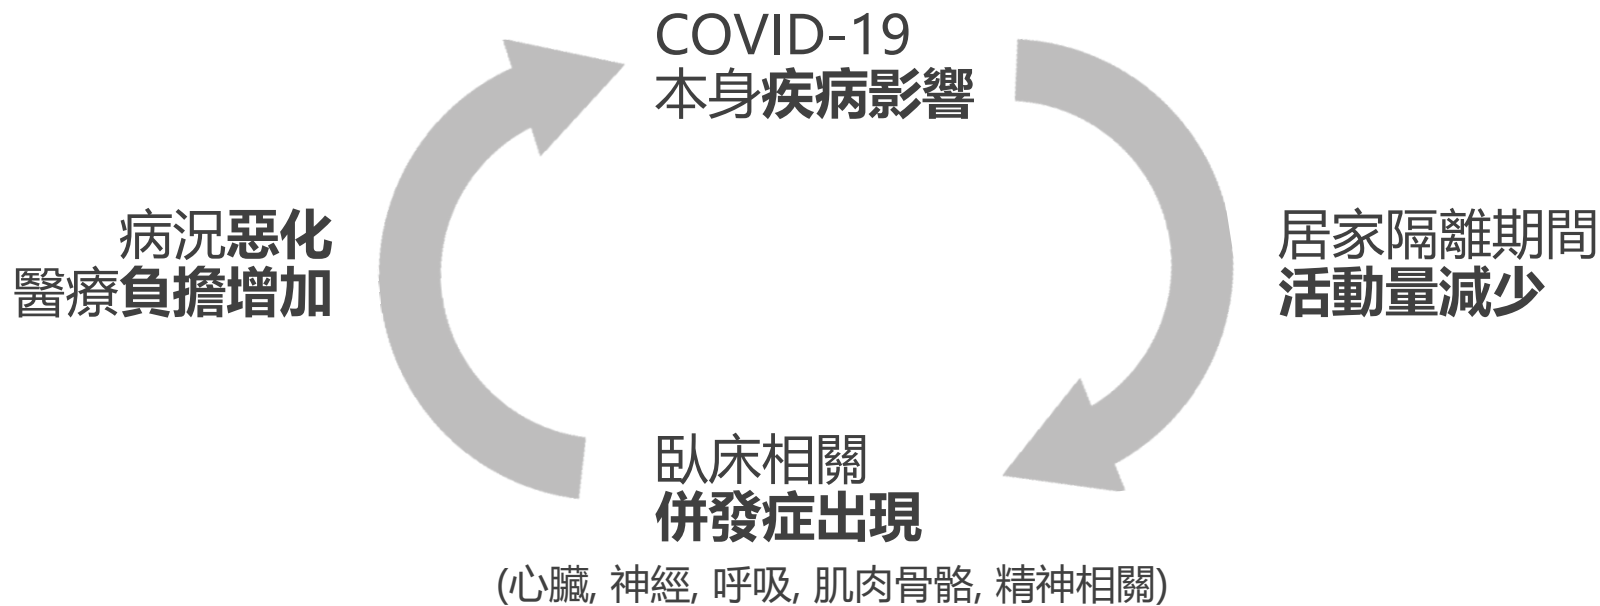 COVID-19
本身疾病影響
居家隔離期間
活動量減少
臥床相關
併發症出現
(心臟, 神經, 呼吸, 肌肉骨骼, 精神相關)
病況惡化
醫療負擔增加